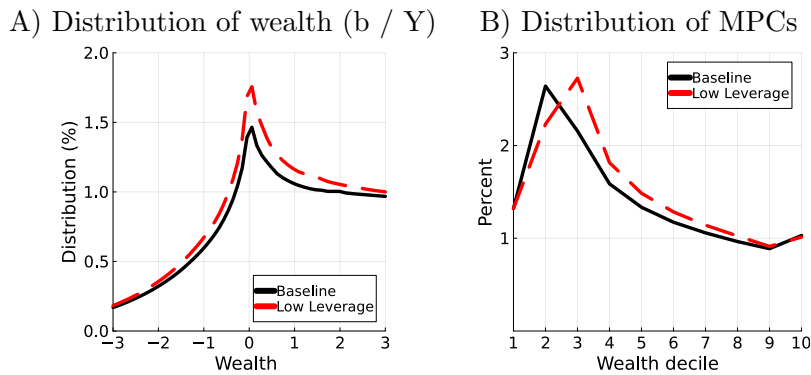 A) Distribution of wealth (b / Y)
Distribution (%)
2.0
1.5
1.0
0.5
0.0
Baseline
Low Leverage
−3 −2 −1 0 1 2 3
Wealth
B) Distribution of MPCs
Percent
3
2
1
Baseline
Low Leverage
1 2 3 4 5 6 7 8 9 10
Wealth decile